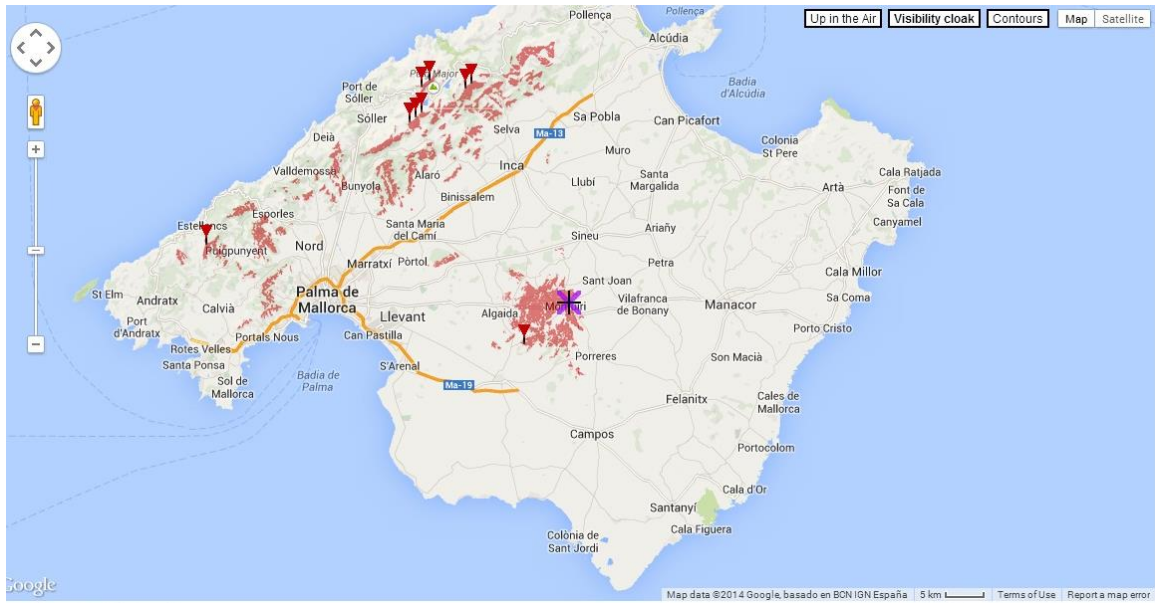 Pollença
Pollença
Up in the Air
Visibility cloak
Contours
Map
Satellite
Alcúdia
Badia
d'Alcúdia
Port de
Sóller
Sóller
Deià
Selva
Ma-13
Sa Pobla
Can Picafort
Colonia
St Pere
Muro
Inca
Valldemossa
Bunyola
Alaró
Llubí
Santa
Margalida
Artà
Cala Ratjada
Font de
Sa Cala
Canyamel
Binissalem
Esporles
Estellencs
Puigpunyent
Nord
Santa Maria
del Camí
Sineu
Ariañy
Marratxí
Pòrtol
Petra
Sant Joan
Cala Millor
St Elm
Andratx
Calvià
Palma de
Mallorca
Llevant
Algaida
Vilafranca
de Bonany
Manacor
Sa Coma
Port
d'Andratx
Portals Nous
Can Pastilla
Porto Cristo
Rotes Velles
Santa Ponsa
S'Arenal
Porreres
Son Macià
Sol de
Mallorca
Badia de
Palma
Ma-19
Felanitx
Cales de
Mallorca
Campos
Portocolom
Cala d'Or
Santanyí
Cala Figuera
Colònia de
Sant Jordi
Google
Map data ©2014 Google, basado en BCN IGN España
5 km
Terms of Use
Report a map error